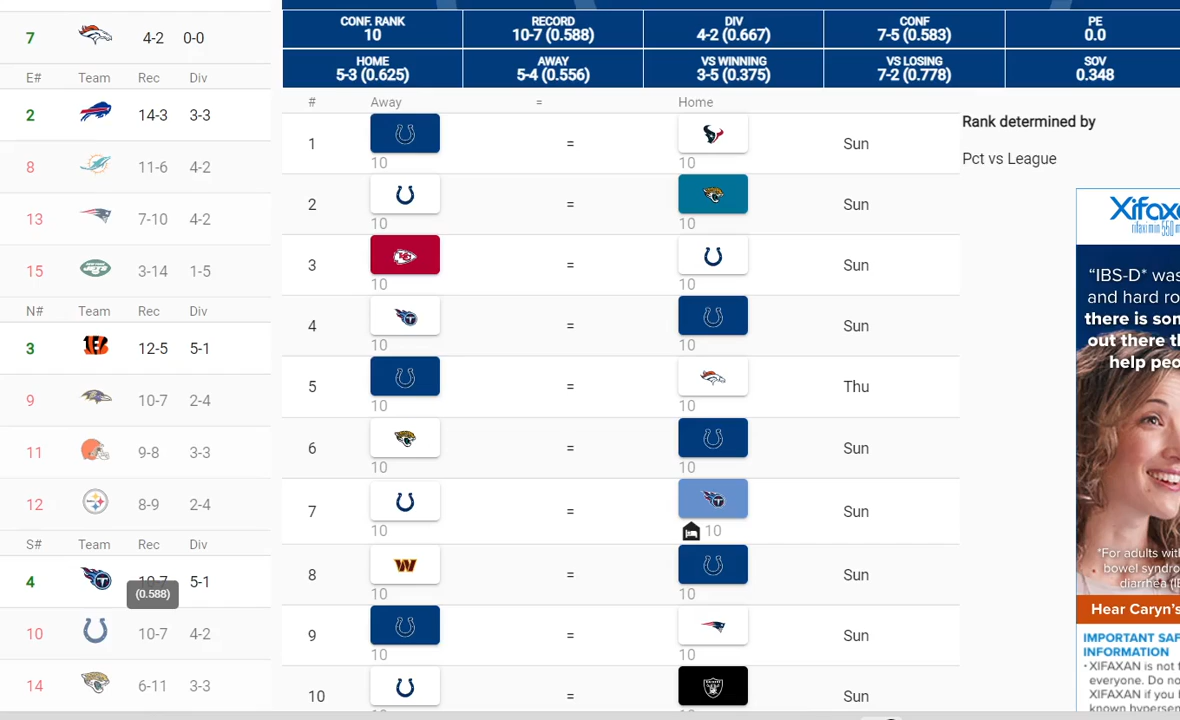 7 4-2 0-0
E# Team Rec Div
2 14-3 3-3
8 11-6 4-2
13 7-10 4-2
15 3-14 1-5
N# Team Rec Div
3 12-5 5-1
9 10-7 2-4
11 9-8 3-3
12 8-9 2-4
S# Team Rec Div
4 10-7 5-1
(0.588)
10 10-7 4-2
14 6-11 3-3
CONF. RANK RECORD DIV CONF PE
10 10-7 (0.588) 4-2 (0.667) 7-5 (0.583) 0.0
HOME AWAY VS WINNING VS LOSING SOV
5-3 (0.625) 5-4 (0.556) 3-5 (0.375) 7-2 (0.778) 0.348
# Away = Home
1 = Sun
10 10
2 = Sun
10 10
3 = Sun
10 10
4 = Sun
10 10
5 = Thu
10 10
6 = Sun
10 10
7 = T Sun
10 10
8 W = Sun
10 10
9 = Sun
10 10
10 = Sun
Rank determined by
Pct vs League
"IBS-D* was
and hard
there is
out there
help
*For adults
bowel
diarrhea
Hear Caryn's
IMPORTANT
INFORMATION
• XIFAXAN is not
everyone. Do
XIFAXAN if you
known